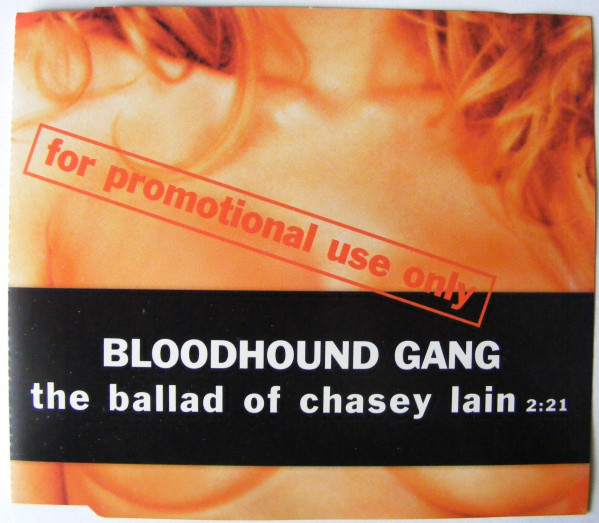 for promotional use only
BLOODHOUND GANG
the ballad of chasey lain 2:21